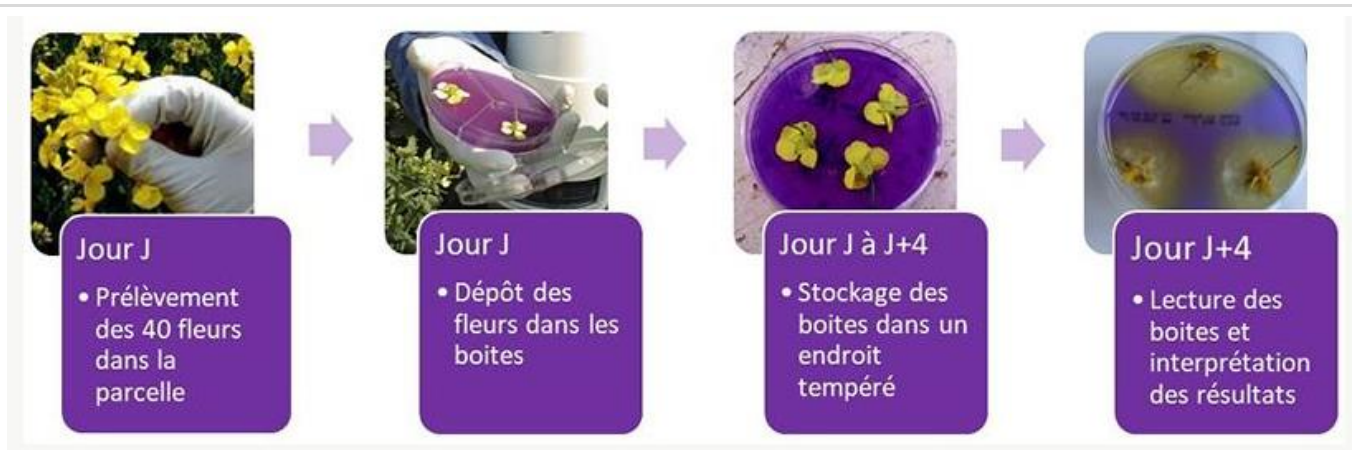 Jour J
• Prélèvement
des 40 fleurs
dans la
parcelle
Jour J
• Dépôt des
fleurs dans les
boites
Jour J à J+4
• Stockage des
boites dans un
endroit
tempéré
Jour J+4
• Lecture des
boites et
interprétation
des résultats